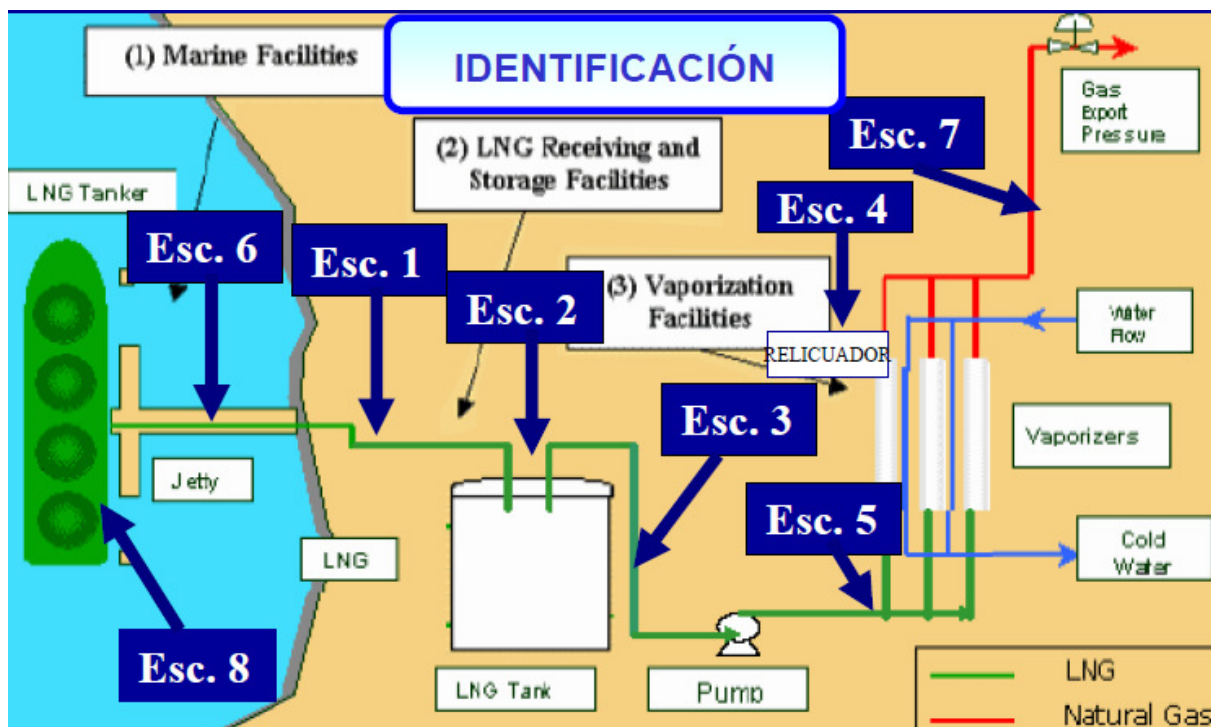 IDENTIFICACIÓN
(1) Marine Facilities
Gas
Export
Pressure
Esc. 7
(2) LNG Receiving and
Storage Facilities
LNG Tanker
Esc. 4
Esc. 6
Esc. 1
Esc. 2
(3) Vaporization
Facilities
Water
Flow
RELICUADOR
Esc. 3
Vaporizers
Jetty
Esc. 5
LNG
Cold
Water
Esc. 8
LNG Tank
Pump
LNG
Natural Gas